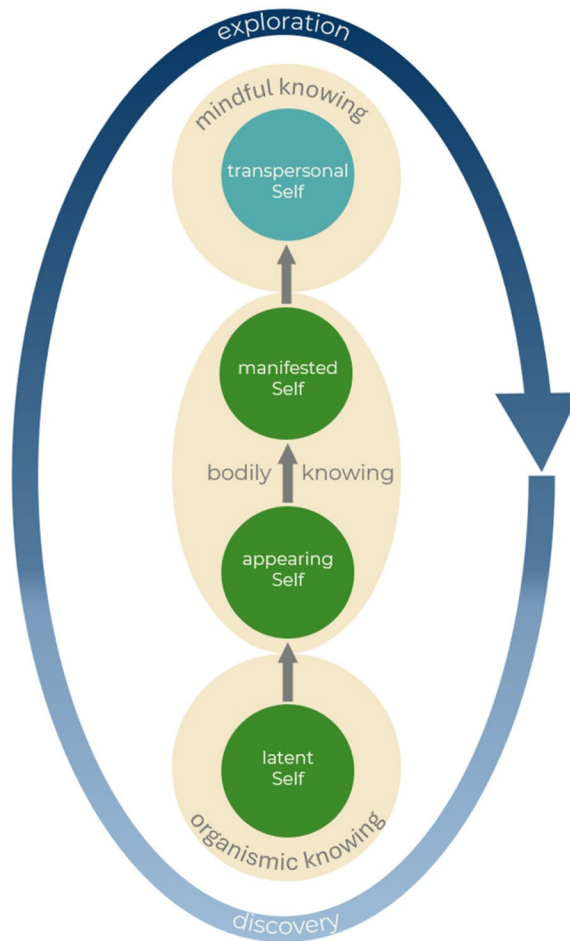 exploration
mindful knowing
transpersonal
Self
manifested
Self
bodily knowing
appearing
Self
latent
Self
organismic knowing
discovery